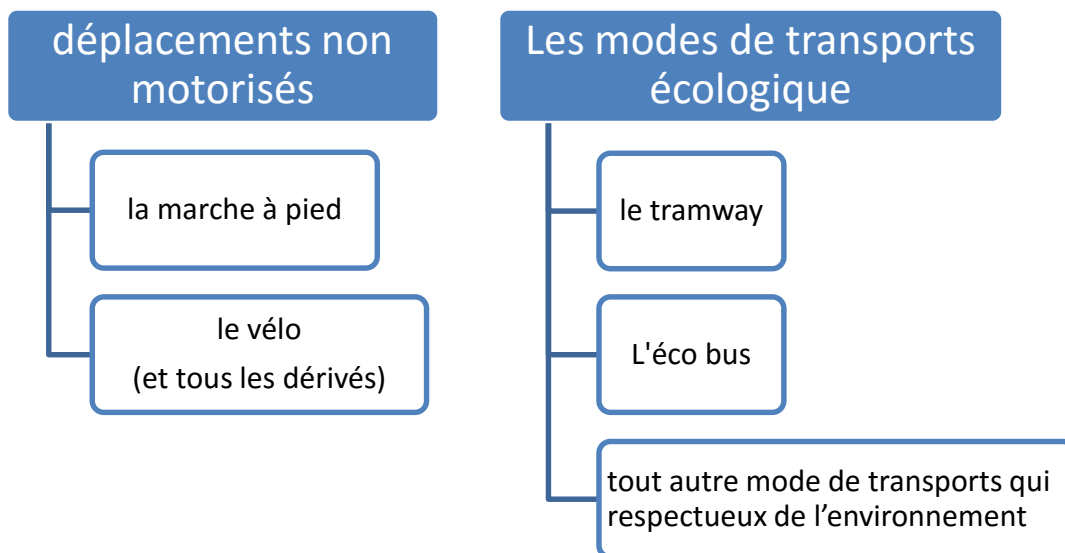 déplacements non
motorisés
la marche à pied
le vélo
(et tous les dérivés)
Les modes de transports
écologique
le tramway
L'éco bus
tout autre mode de transports qui
respectueux de l’environnement